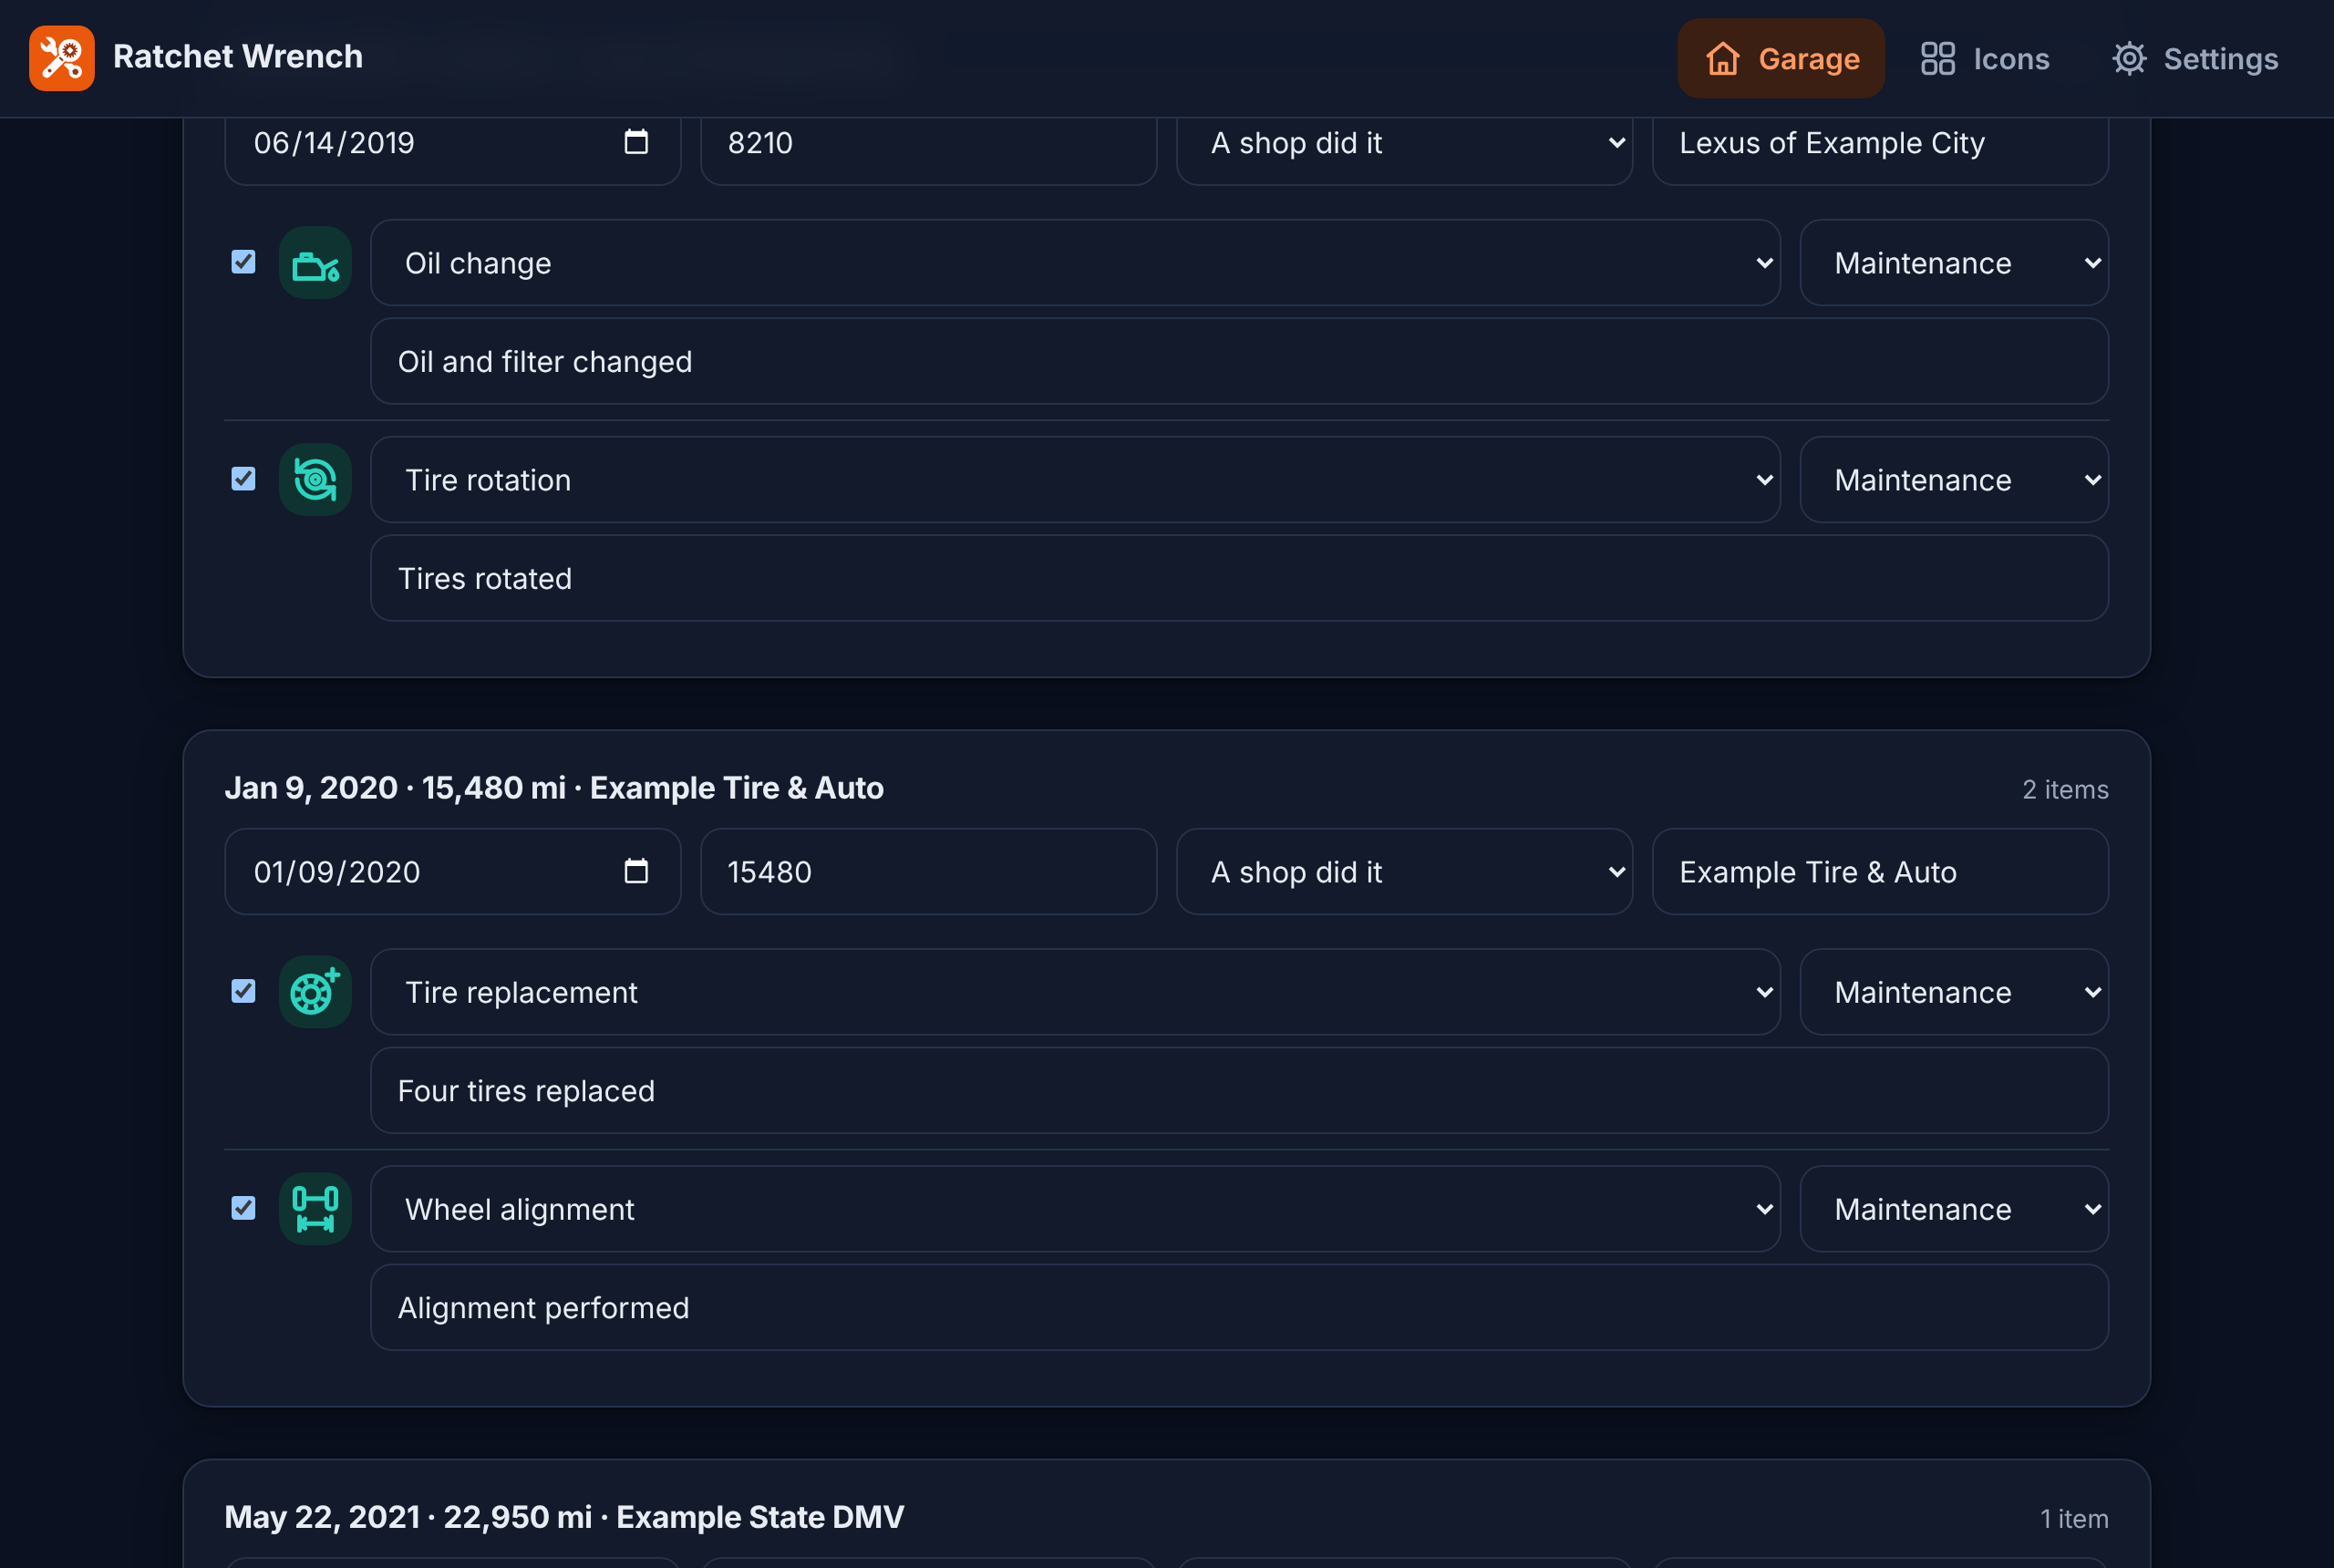 Ratchet Wrench
Garage
Icons
Settings
06/14/2019
8210
A shop did it
Lexus of Example City
Oil change
Maintenance
Oil and filter changed
Tire rotation
Maintenance
Tires rotated
Jan 9, 2020 · 15,480 mi · Example Tire & Auto
2 items
01/09/2020
15480
A shop did it
Example Tire & Auto
Tire replacement
Maintenance
Four tires replaced
Wheel alignment
Maintenance
Alignment performed
May 22, 2021 · 22,950 mi · Example State DMV
1 item